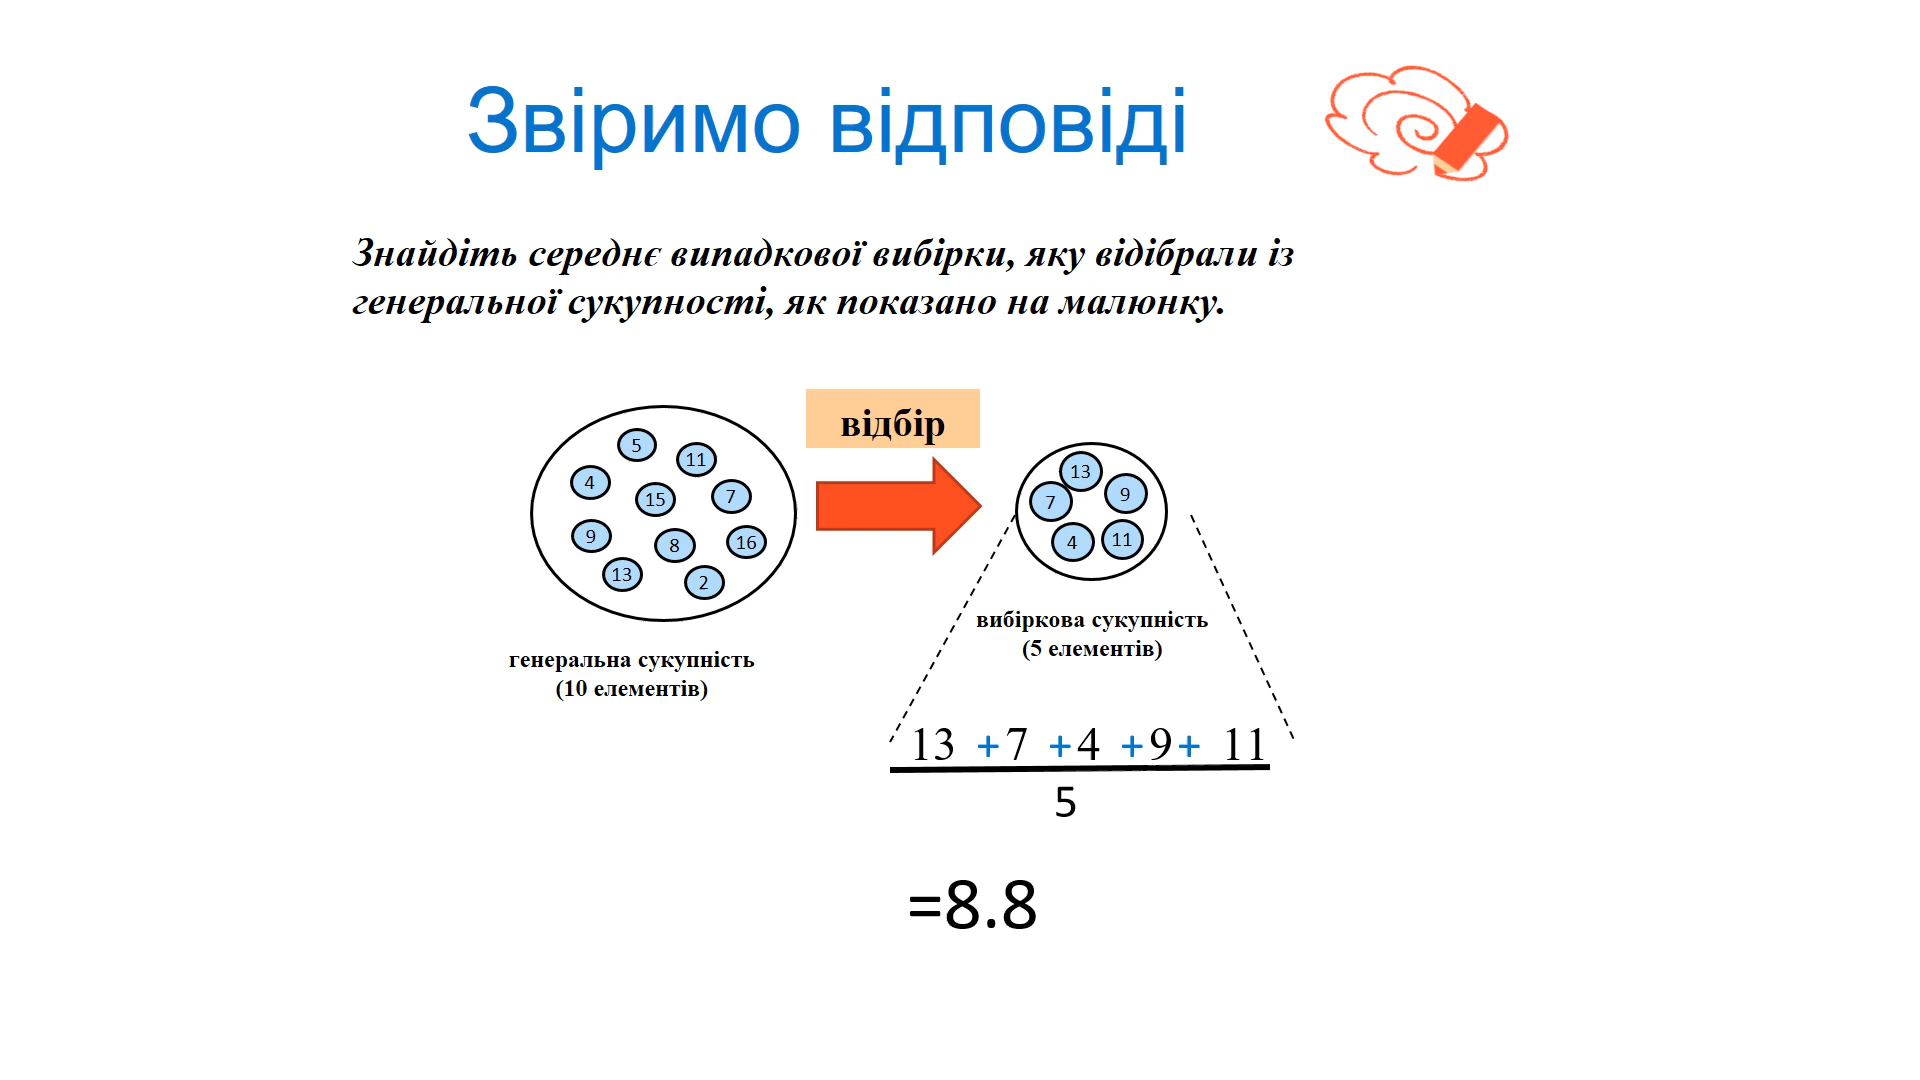 Звіримо відповіді
Знайдіть середнє випадкової вибірки, яку відібрали із
генеральної сукупності, як показано на малюнку.
відбір
5
11
4
15
7
9
8
16
13
2
13
7
9
4
11
генеральна сукупність
(10 елементів)
вибіркова сукупність
(5 елементів)
13 +7 +4 +9+ 11
5
=8.8